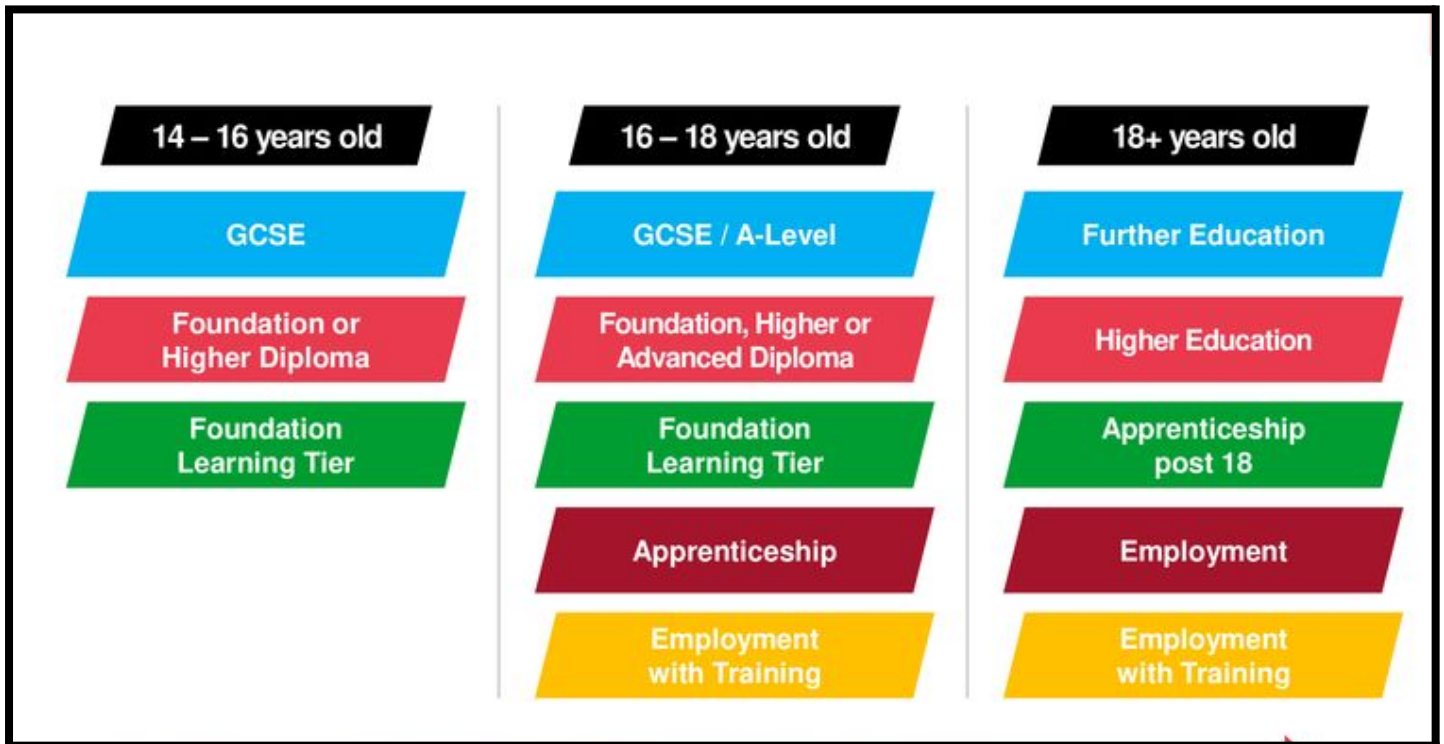 14 – 16 years old
GCSE
Foundation or
Higher Diploma
Foundation
Learning Tier
16 – 18 years old
GCSE / A-Level
Foundation, Higher or
Advanced Diploma
Foundation
Learning Tier
Apprenticeship
Employment
with Training
18+ years old
Further Education
Higher Education
Apprenticeship
post 18
Employment
Employment
with Training